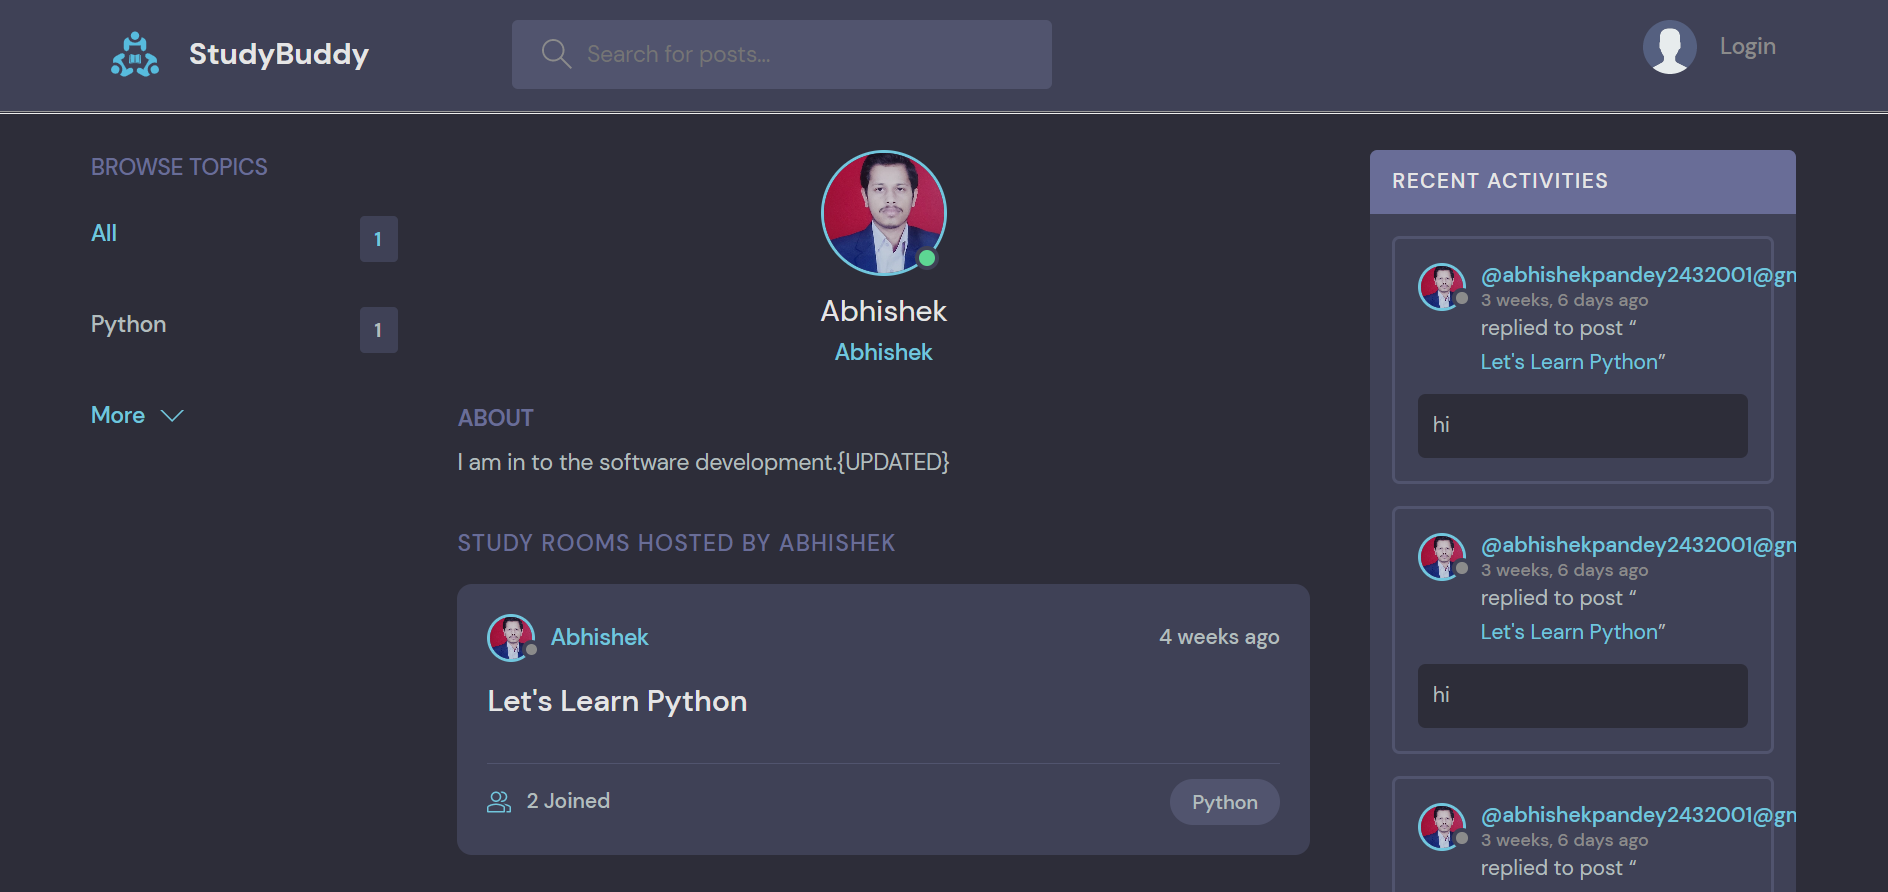 StudyBuddy
Search for posts...
Login
BROWSE TOPICS
All
1
Python
1
More
Abhishek
Abhishek
ABOUT
I am in to the software development.{UPDATED}
STUDY ROOMS HOSTED BY ABHISHEK
Abhishek
4 weeks ago
Let's Learn Python
2 Joined
Python
RECENT ACTIVITIES
@abhishekpandey2432001@gm
3 weeks, 6 days ago
replied to post “
Let's Learn Python”
hi
@abhishekpandey2432001@gm
3 weeks, 6 days ago
replied to post “
Let's Learn Python”
hi
@abhishekpandey2432001@gm
3 weeks, 6 days ago
replied to post “